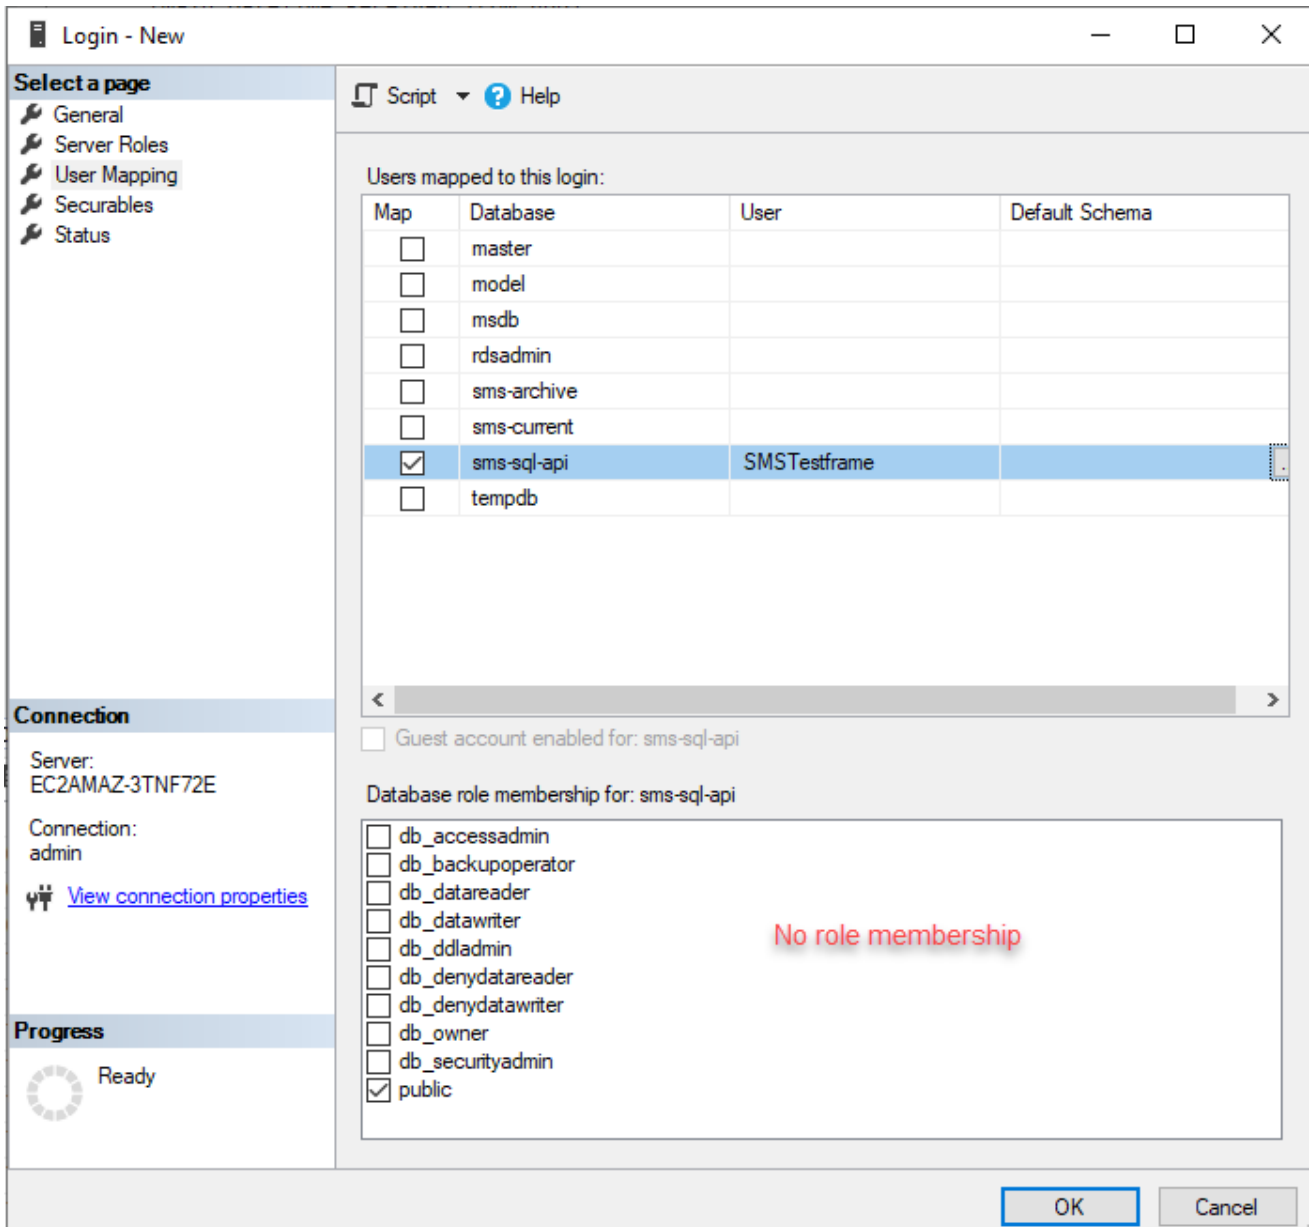 Login - New
Select a page
General
Server Roles
User Mapping
Securables
Status
Script
Help
Users mapped to this login:
Map Database User Default Schema
master
model
msdb
rdsadmin
sms-archive
sms-current
sms-sql-api SMSTestframe
tempdb
Guest account enabled for: sms-sql-api
Database role membership for: sms-sql-api
db_accessadmin
db_backupoperator
db_datareader
db_datawriter
db_ddladmin
db_denydatareader
db_denydatawriter
db_owner
db_securityadmin
public
No role membership
Connection
Server:
EC2AMAZ-3TNF72E
Connection:
admin
View connection properties
Progress
Ready
OK
Cancel